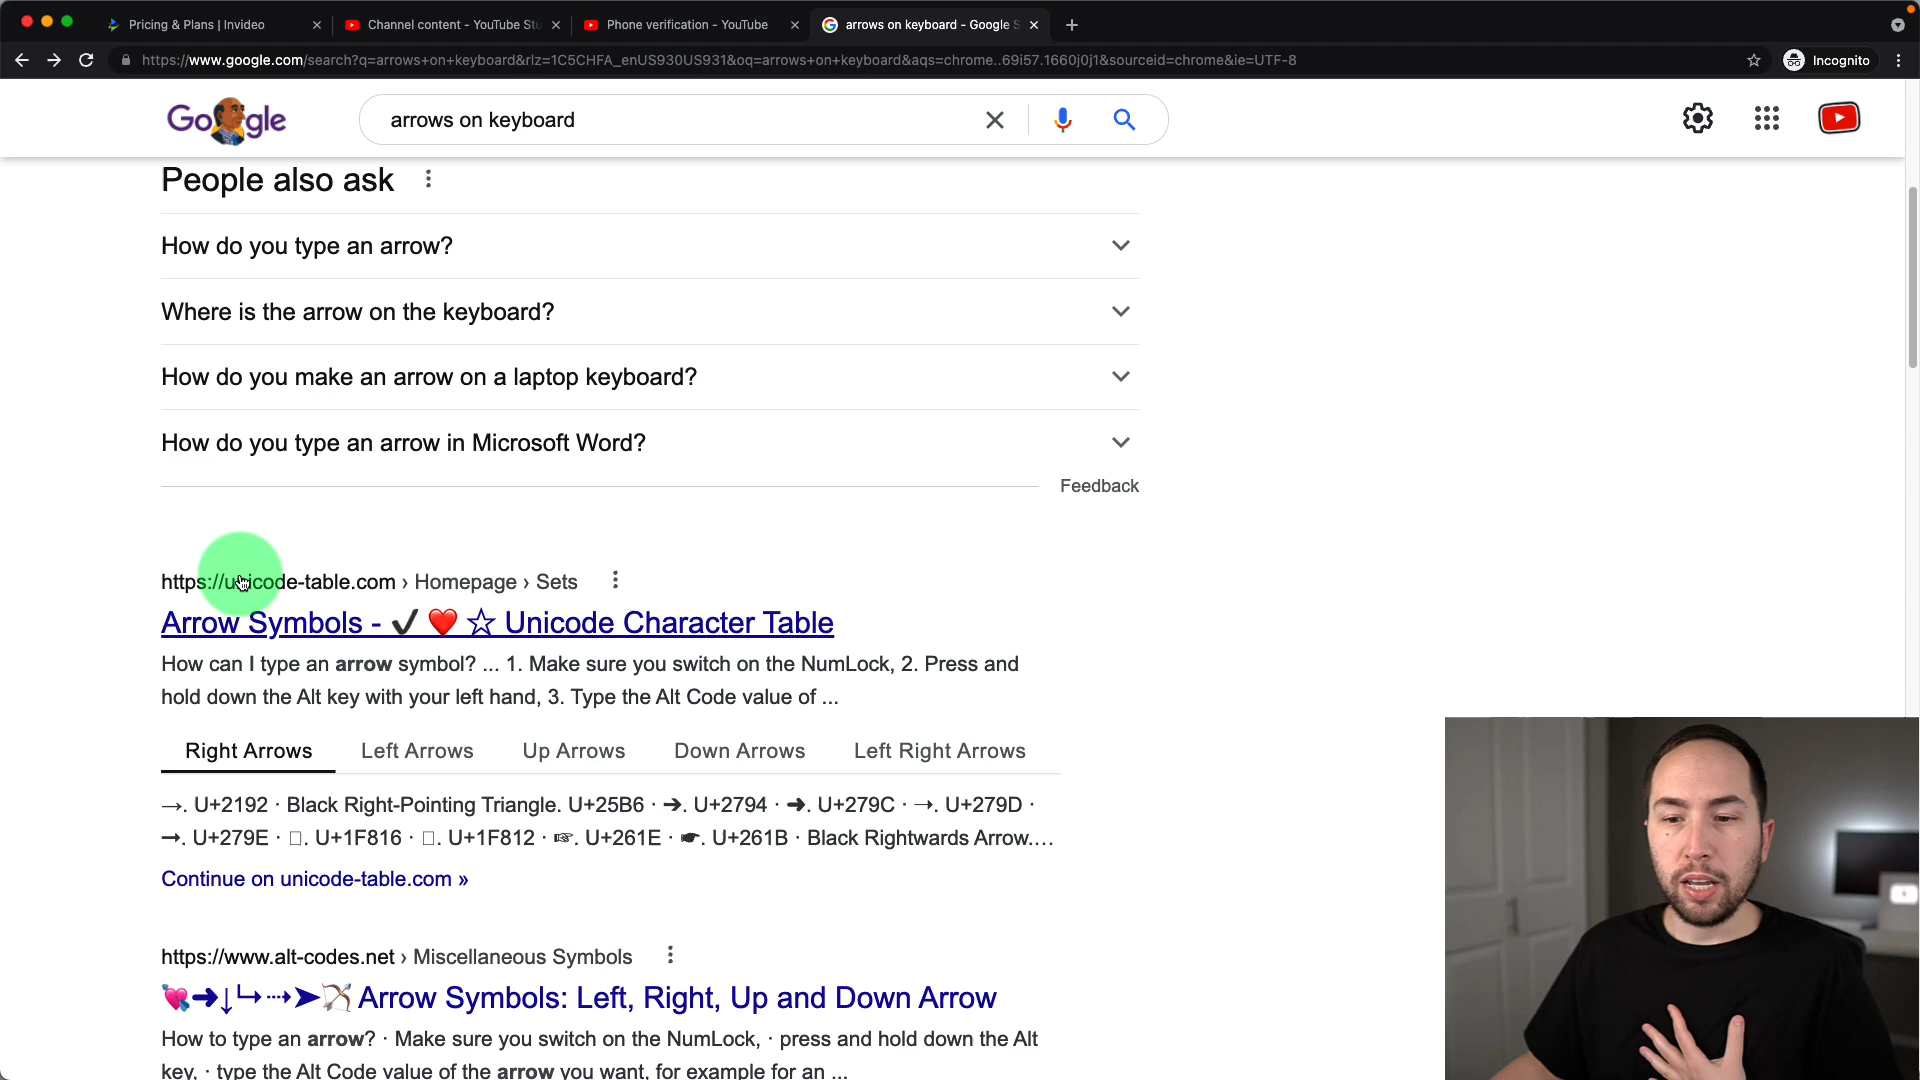 Pricing & Plans | Invideo
Channel content - YouTube Stu
Phone verification - YouTube
arrows on keyboard - Google S
https://www.google.com/search?q=arrows+on+keyboard&rlz=1C5CHFA_enUS930US931&oq=arrows+on+keyboard&aqs=chrome..69i57.1660j0j1&sourceid=chrome&ie=UTF-8
Incognito
Google
arrows on keyboard
People also ask
How do you type an arrow?
Where is the arrow on the keyboard?
How do you make an arrow on a laptop keyboard?
How do you type an arrow in Microsoft Word?
Feedback
https://unicode-table.com › Homepage › Sets
Arrow Symbols - ✔ ❤️ ☆ Unicode Character Table
How can I type an arrow symbol? ... 1. Make sure you switch on the NumLock, 2. Press and
hold down the Alt key with your left hand, 3. Type the Alt Code value of ...
Right Arrows Left Arrows Up Arrows Down Arrows Left Right Arrows
→. U+2192 · Black Right-Pointing Triangle. U+25B6 · ➔. U+2794 · ➜. U+279C · ➝. U+279D ·
➞. U+279E · □. U+1F816 · □. U+1F812 · ☞. U+261E · ☛. U+261B · Black Rightwards Arrow....
Continue on unicode-table.com »
https://www.alt-codes.net › Miscellaneous Symbols
💘➜↓↳⇢➤🏹 Arrow Symbols: Left, Right, Up and Down Arrow
How to type an arrow? · Make sure you switch on the NumLock, · press and hold down the Alt
key, · type the Alt Code value of the arrow you want, for example for an ...